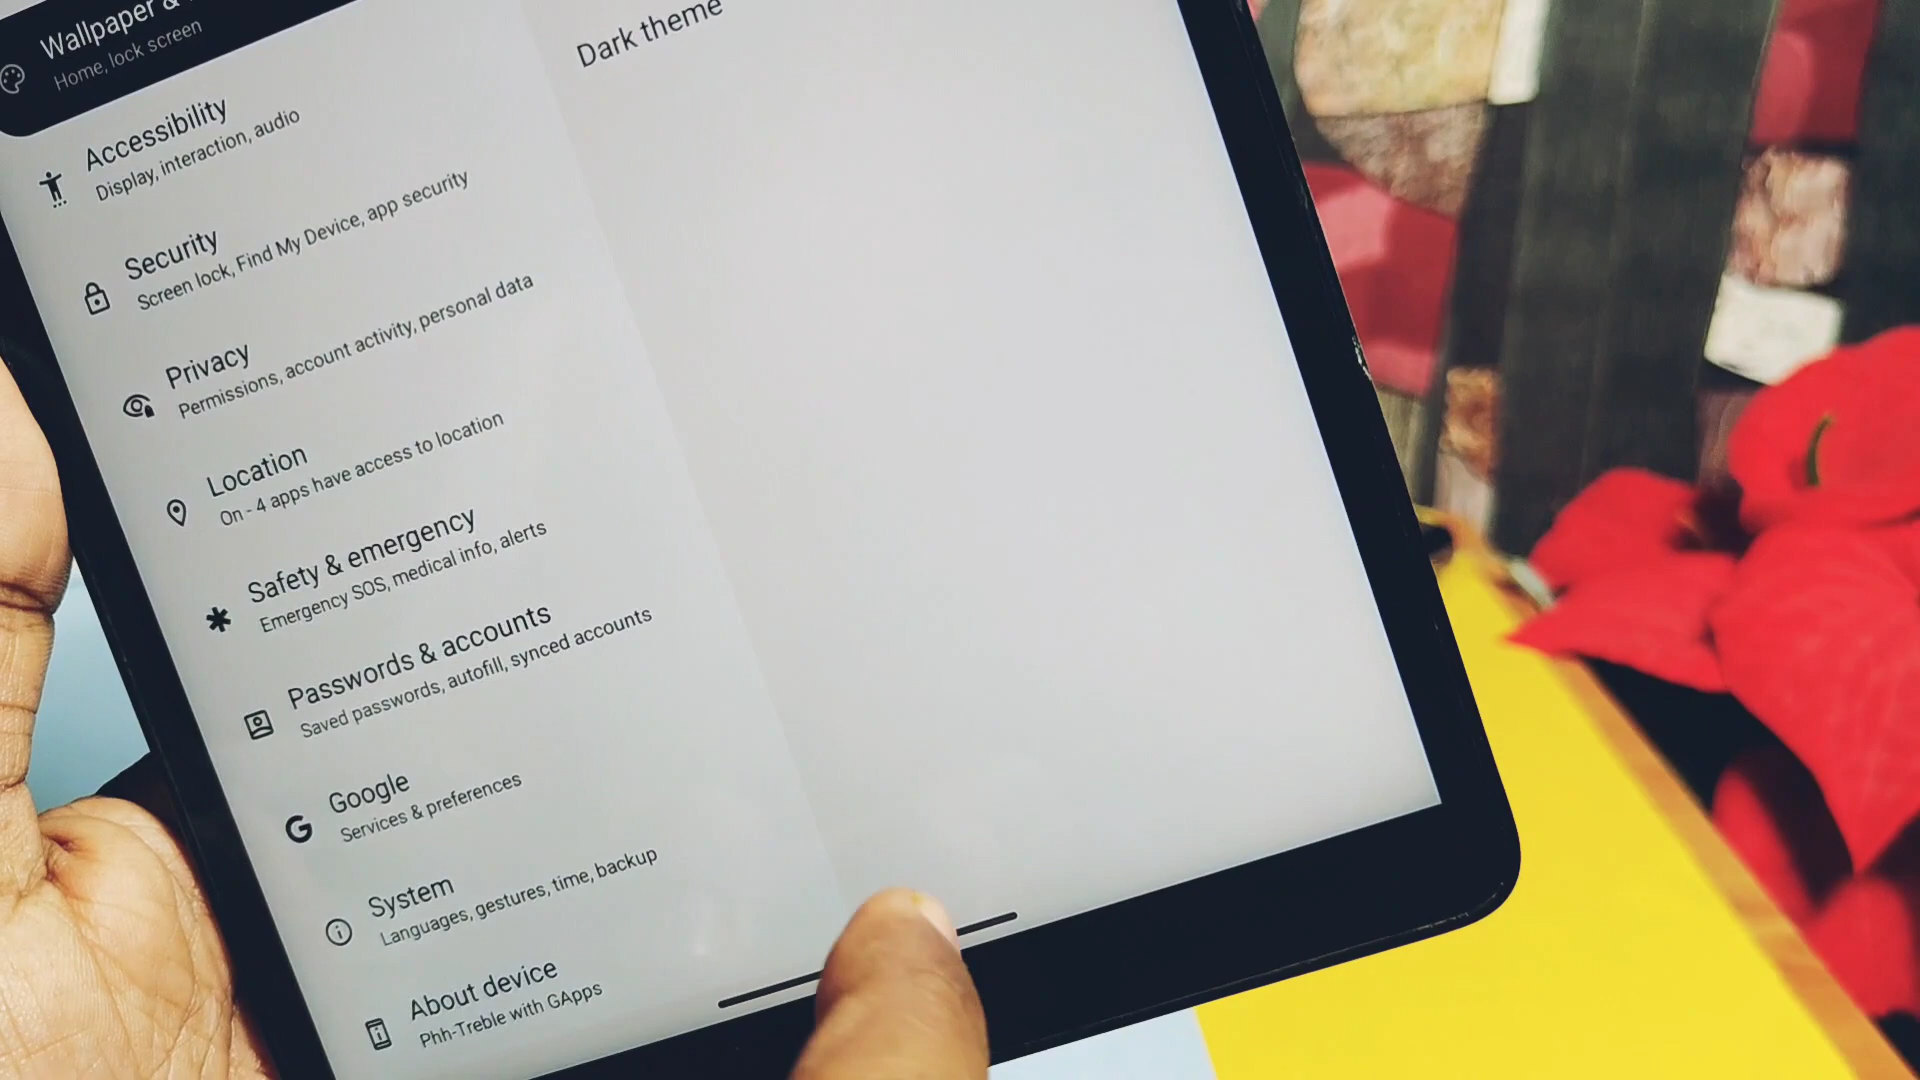 Wallpaper &
Home, lock screen
Accessibility
Display, interaction, audio
Security
Screen lock, Find My Device, app security
Privacy
Permissions, account activity, personal data
Location
On - 4 apps have access to location
Safety & emergency
Emergency SOS, medical info, alerts
Passwords & accounts
Saved passwords, autofill, synced accounts
Google
Services & preferences
System
Languages, gestures, time, backup
About device
Phh-Treble with GApps
Dark theme